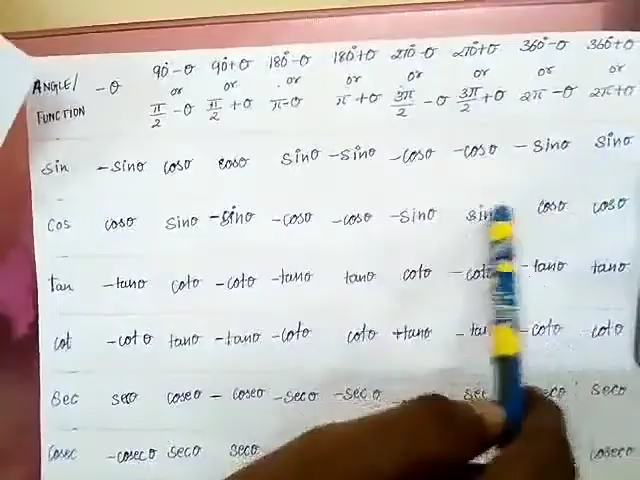 ANGLE/ FUNCTION -θ 90°-θ or π/2 -θ 90°+θ or π/2 +θ 180°-θ or π-θ 180°+θ or π+θ 270°-θ or 3π/2 -θ 270°+θ or 3π/2 +θ 360°-θ or 2π-θ 360°+θ or 2π+θ
sin -sinθ cosθ cosθ sinθ -sinθ -cosθ -cosθ -sinθ sinθ
cos cosθ sinθ -sinθ -cosθ -cosθ -sinθ cosθ cosθ
tan -tanθ cotθ -cotθ -tanθ tanθ cotθ -tanθ tanθ
cot -cotθ tanθ -tanθ -cotθ cotθ +tanθ -cotθ cotθ
sec secθ cosecθ -cosecθ -secθ -secθ secθ
cosec -cosecθ secθ secθ cosecθ